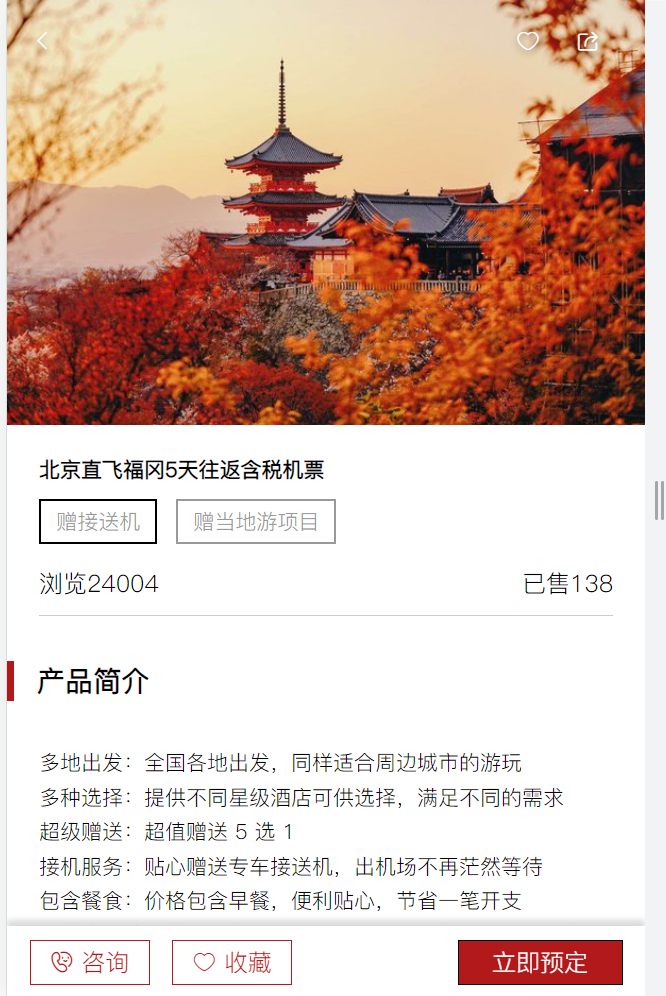 北京直飞福冈5天往返含税机票
赠接送机 赠当地游项目
浏览24004 已售138
产品简介
多地出发：全国各地出发，同样适合周边城市的游玩
多种选择：提供不同星级酒店可供选择，满足不同的需求
超级赠送：超值赠送 5 选 1
接机服务：贴心赠送专车接送机，出机场不再茫然等待
包含餐食：价格包含早餐，便利贴心，节省一笔开支
咨询 收藏 立即预定